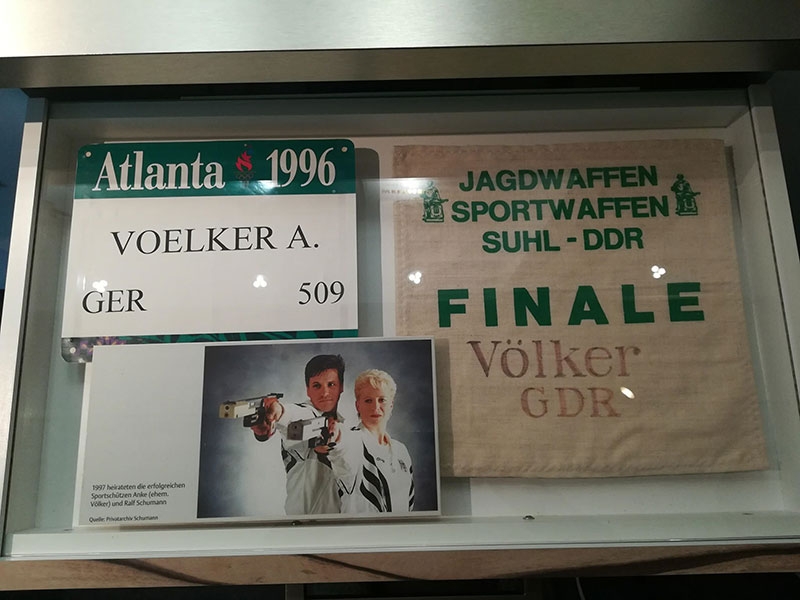 Atlanta 1996
VOELKER A.
GER 509
JAGDWAFFEN
SPORTWAFFEN
SUHL - DDR
FINALE
Völker
GDR
1997 heirateten die erfolgreichen
Sportschützen Anke (ehem.
Völker) und Ralf Schumann
Quelle: Privatarchiv Schumann